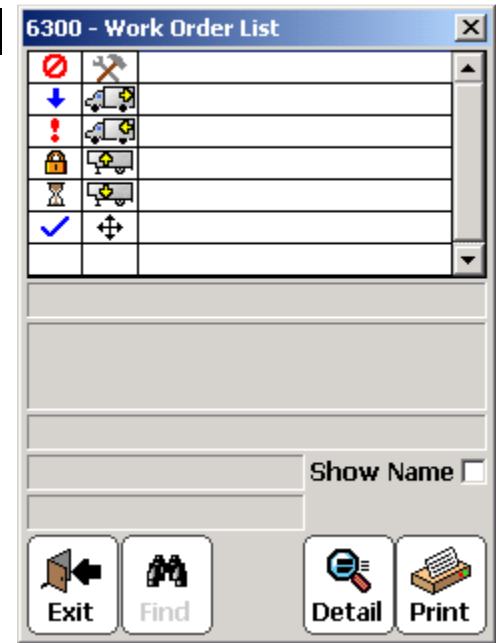 6300 - Work Order List
Show Name
Exit
Find
Detail
Print